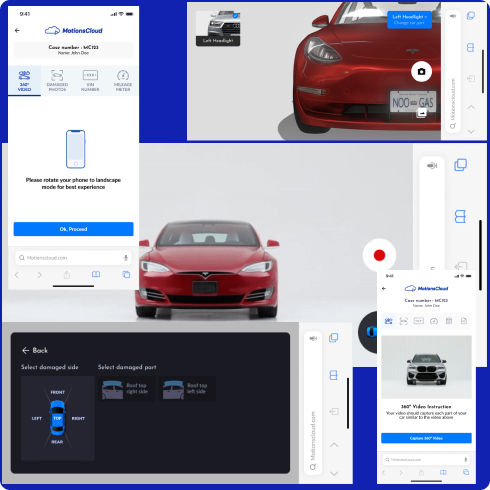 9:41
MotionsCloud
Case number : MC123
Name: John Doe
360°
VIDEO
DAMAGED
PHOTOS
VIN
NUMBER
MILEAGE
METER
Please rotate your phone to landscape
mode for best experience
Ok, Proceed
Motionscloud.com
Left Headlight
Left Headlight
Change car part
NOO GAS
Motionscloud.com
Back
Select damaged side
Select damaged part
FRONT
LEFT
TOP
RIGHT
REAR
Roof top
right side
Roof top
left side
Motionscloud.com
9:41
MotionsCloud
Case number : MC123
Name: John Doe
360° Video Instruction
Your video should capture each part of your
car similar to the video above
Capture 360° Video
Motionscloud.com